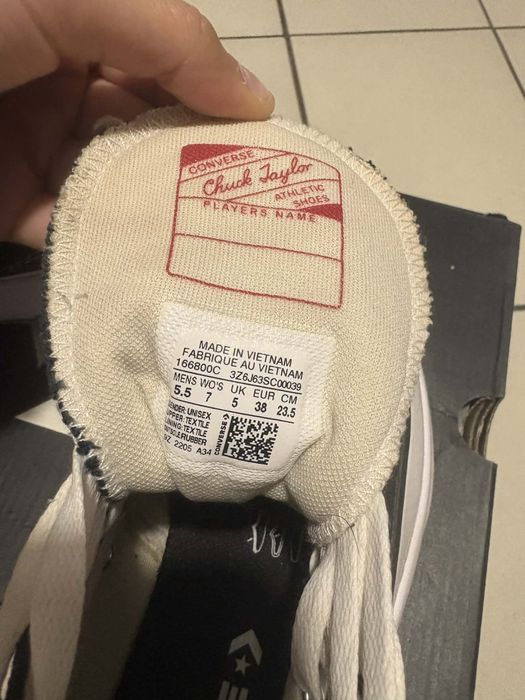 CONVERSE
Chuck Taylor
ATHLETIC
SHOES
PLAYERS NAME
MADE IN VIETNAM
FABRIQUE AU VIETNAM
166800C 3Z6J63SC00039
MENS WO'S UK EUR CM
5.5 7 5 38 23.5
GENDER: UNISEX
UPPER: TEXTILE
LINING: TEXTILE
OUTSOLE:RUBBER
VZ 2205 A34
CONVERSE